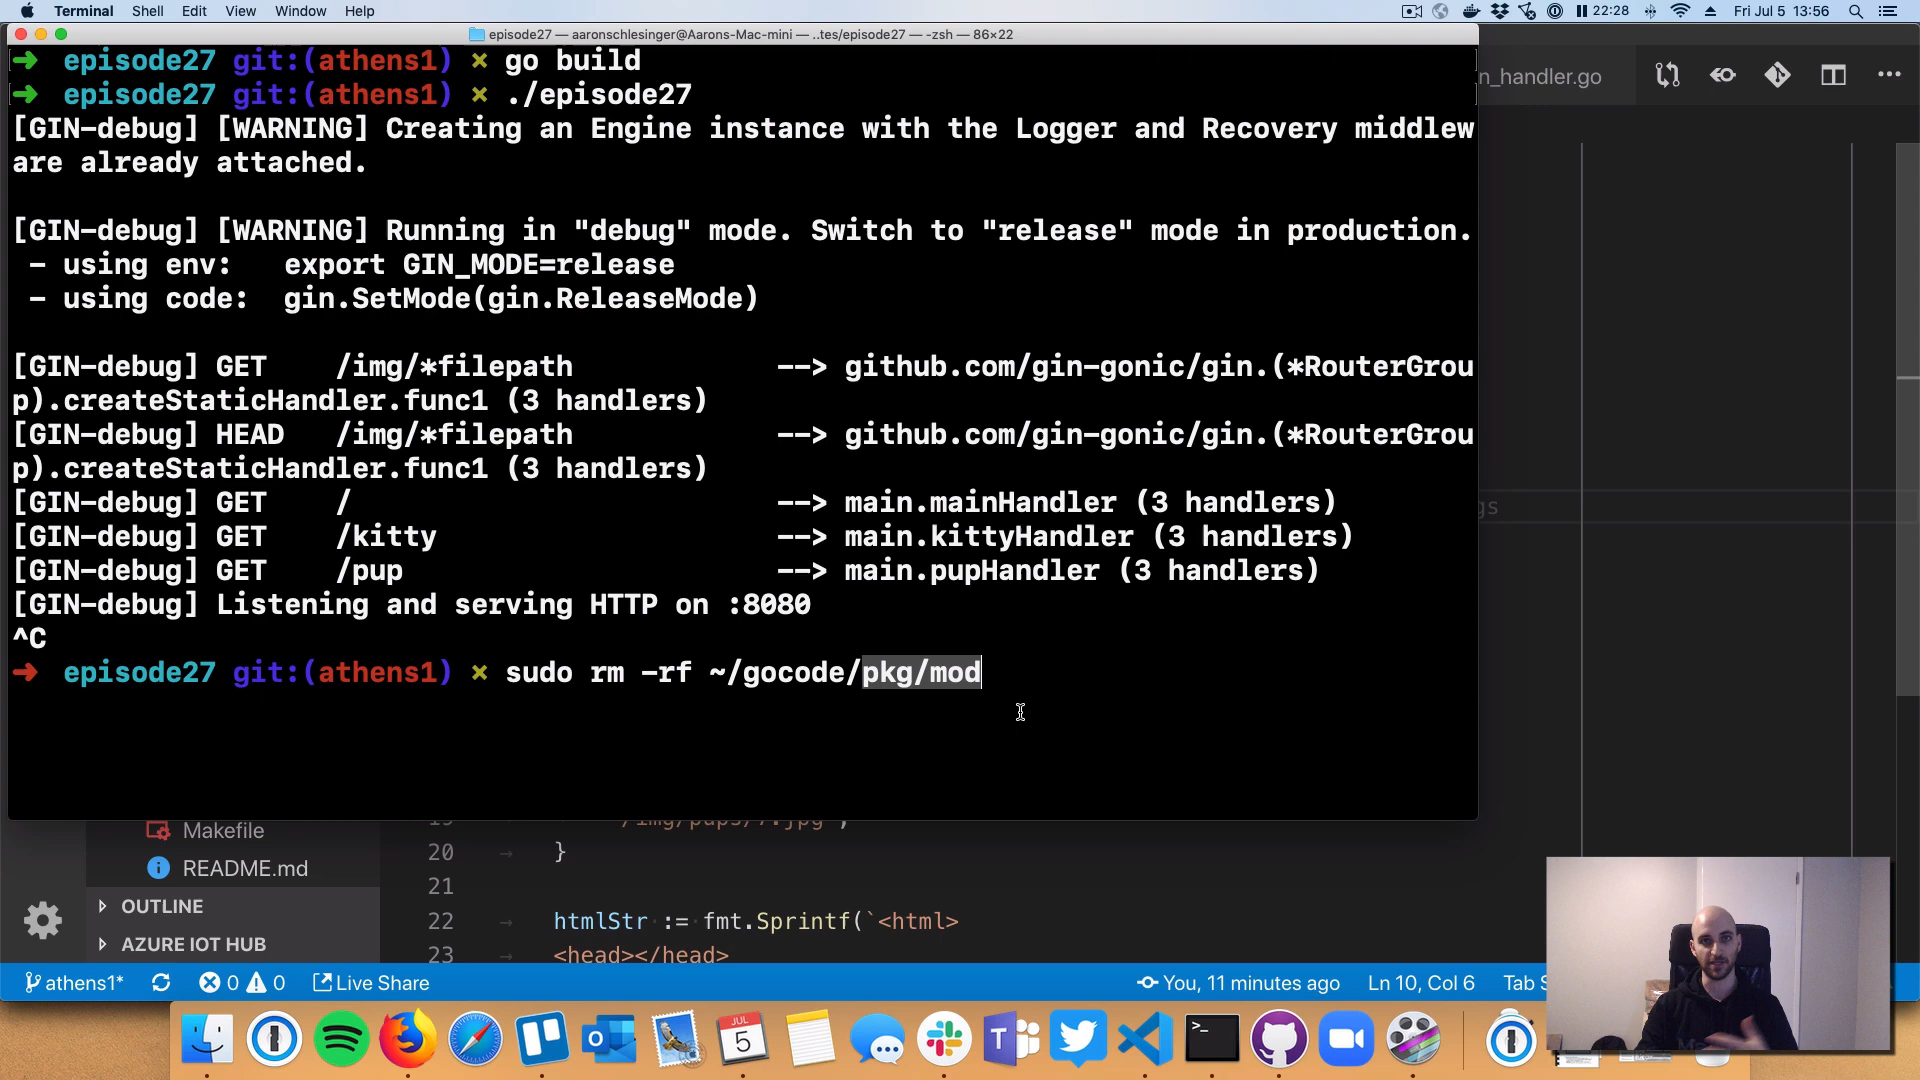 Terminal Shell Edit View Window Help 22:28 Fri Jul 5 13:56
episode27 — aaronschlesinger@Aarons-Mac-mini — ..tes/episode27 — -zsh — 86×22
→ episode27 git:(athens1) × go build
→ episode27 git:(athens1) × ./episode27
[GIN-debug] [WARNING] Creating an Engine instance with the Logger and Recovery middlew
are already attached.
[GIN-debug] [WARNING] Running in "debug" mode. Switch to "release" mode in production.
- using env:   export GIN_MODE=release
- using code:  gin.SetMode(gin.ReleaseMode)
[GIN-debug] GET    /img/*filepath            --> github.com/gin-gonic/gin.(*RouterGrou
p).createStaticHandler.func1 (3 handlers)
[GIN-debug] HEAD   /img/*filepath            --> github.com/gin-gonic/gin.(*RouterGrou
p).createStaticHandler.func1 (3 handlers)
[GIN-debug] GET    /                         --> main.mainHandler (3 handlers)
[GIN-debug] GET    /kitty                    --> main.kittyHandler (3 handlers)
[GIN-debug] GET    /pup                      --> main.pupHandler (3 handlers)
[GIN-debug] Listening and serving HTTP on :8080
^C
→ episode27 git:(athens1) × sudo rm -rf ~/gocode/pkg/mod
n_handler.go
gs
Makefile
README.md
OUTLINE
AZURE IOT HUB
20 → }
21
22 → htmlStr := fmt.Sprintf(`<html>
23 → <head></head>
athens1* 0 0 Live Share You, 11 minutes ago Ln 10, Col 6 Tab S
JUL
5